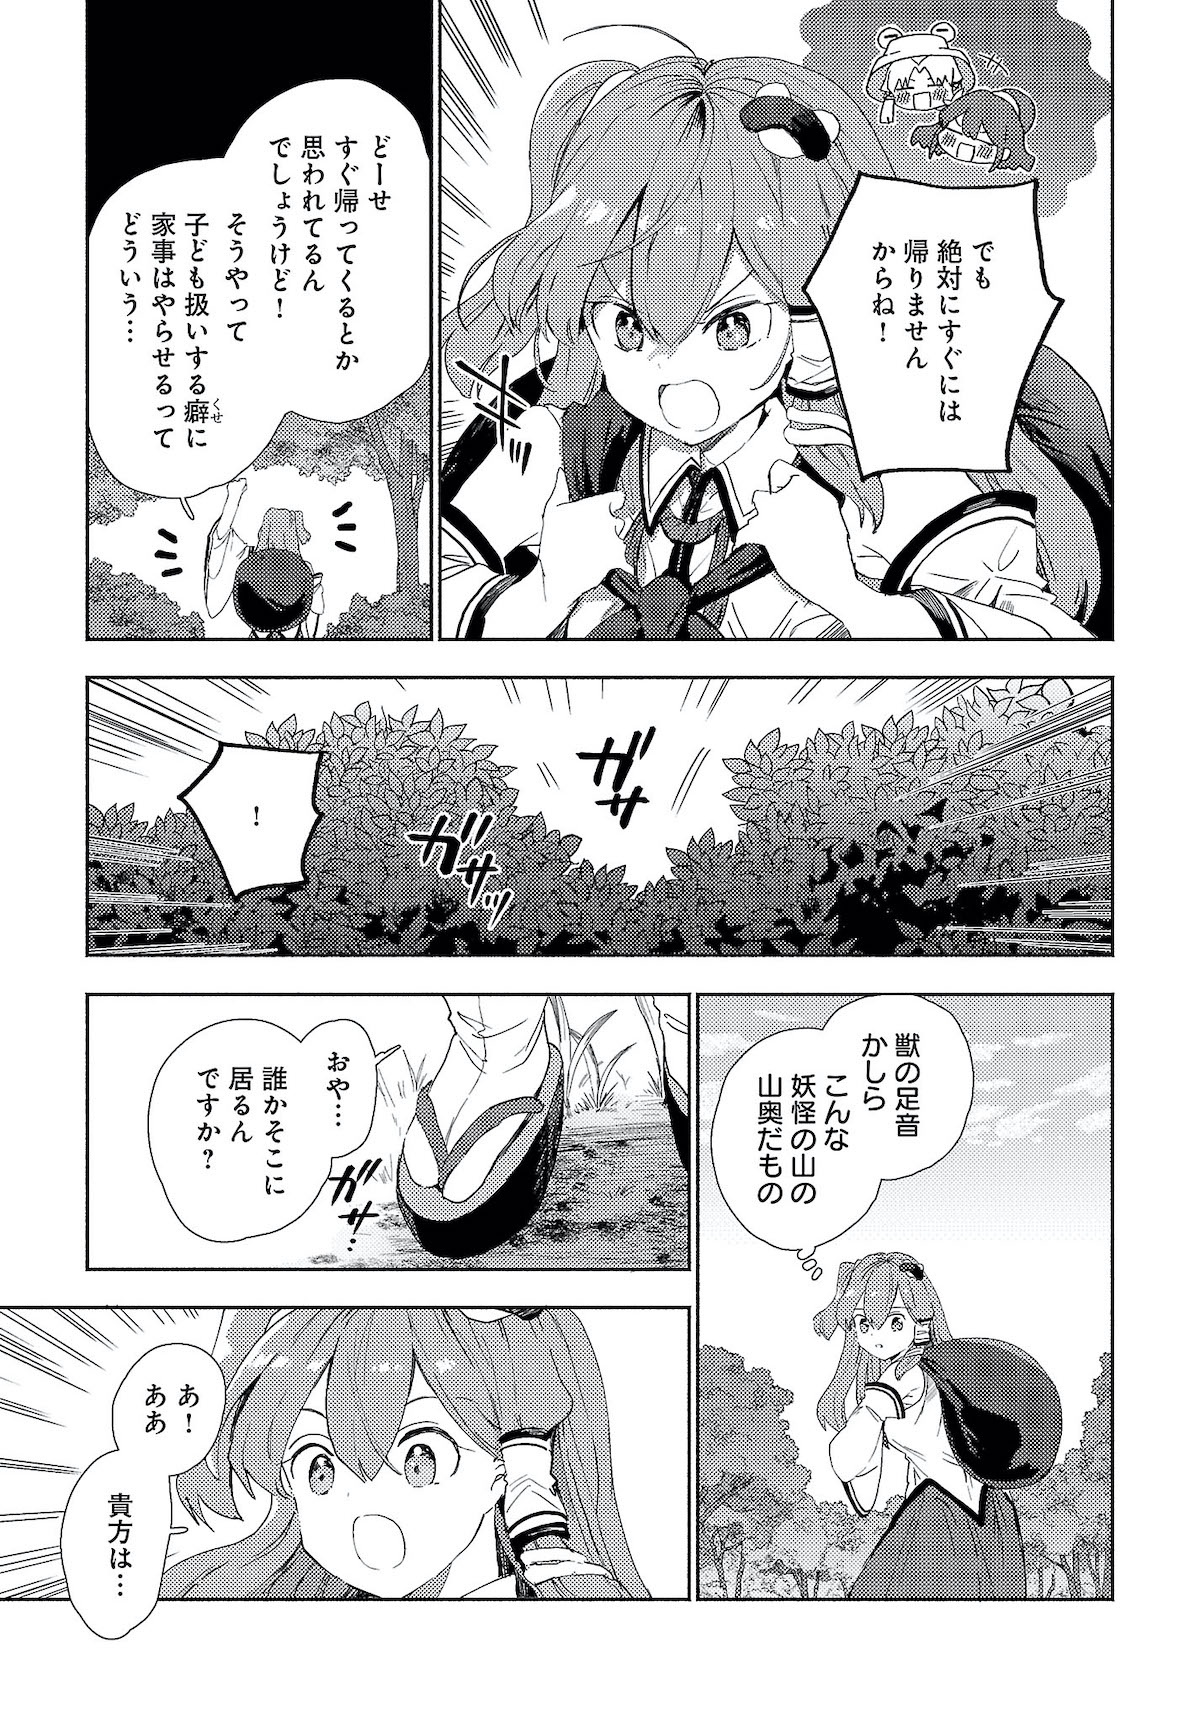 でも
絶対にすぐには
帰りません
からね！
どーせ
すぐ帰ってくるとか
思われてるん
でしょうけど！
そうやって
子ども扱いする癖に
くせ
家事はやらせるって
どういう…
ガサ
ガサッ
！
獣の足音
かしら
こんな
妖怪の山の
山奥だもの
おや…
誰かそこに
居るん
ですか？
ガサ…
あ！
ああ
貴方は…